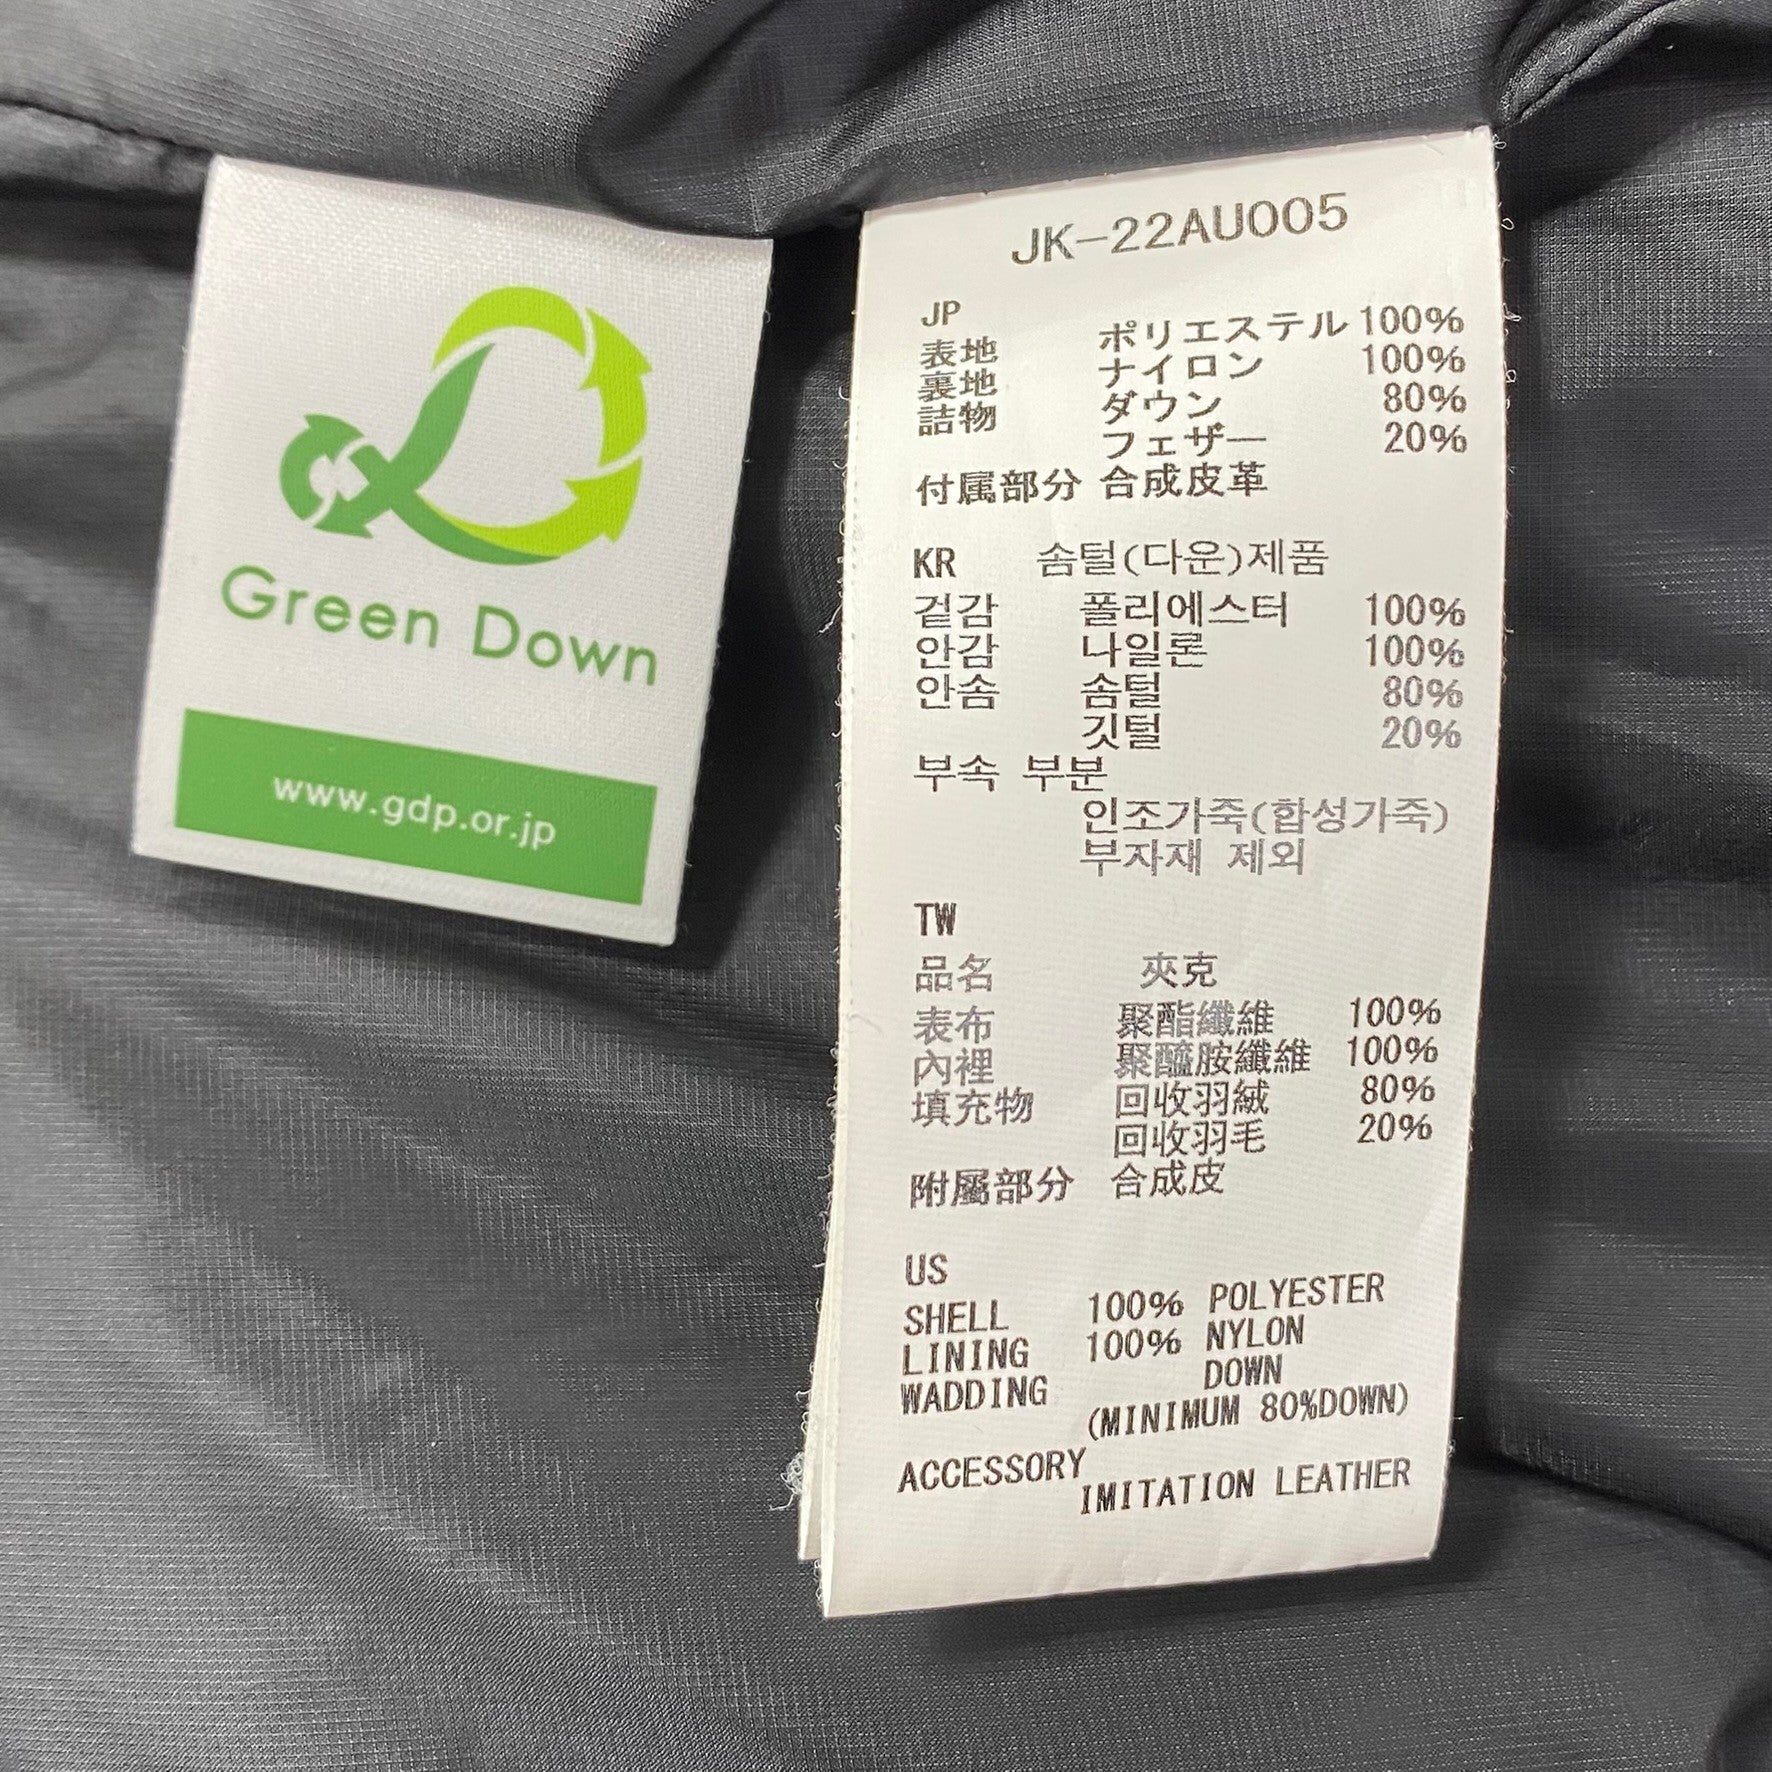 Green Down
www.gdp.or.jp
JK-22AU005
JP
表地 ポリエステル 100%
裏地 ナイロン 100%
詰物 ダウン 80%
フェザー 20%
付属部分 合成皮革
KR 솜털(다운)제품
겉감 폴리에스터 100%
안감 나일론 100%
안솜 솜털 80%
깃털 20%
부속 부분
인조가죽(합성가죽)
부자재 제외
TW
品名 夾克
表布 聚酯纖維 100%
內裡 聚醯胺纖維 100%
填充物 回收羽絨 80%
回收羽毛 20%
附屬部分 合成皮
US
SHELL 100% POLYESTER
LINING 100% NYLON
WADDING DOWN
(MINIMUM 80%DOWN)
ACCESSORY
IMITATION LEATHER